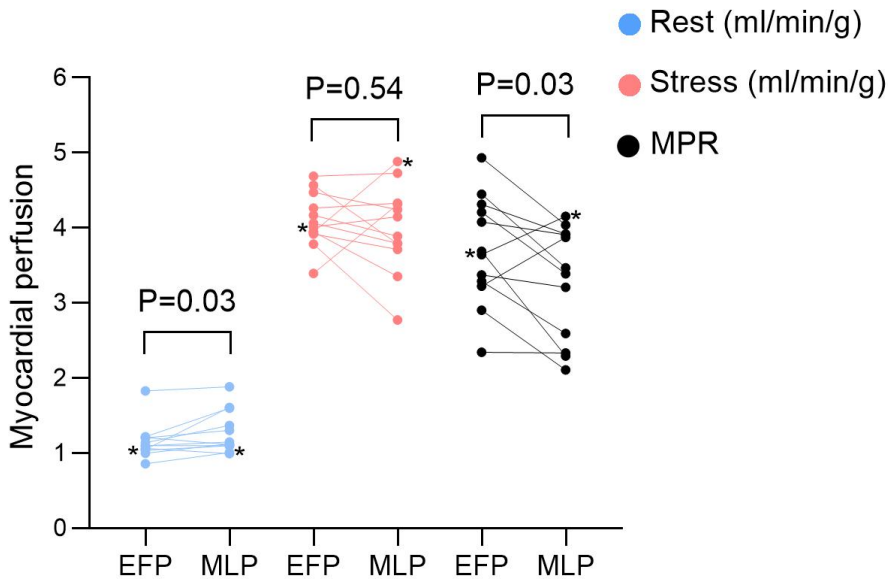 Rest (ml/min/g)
Stress (ml/min/g)
MPR
Myocardial perfusion
6
5
4
3
2
1
0
P=0.03
P=0.54
P=0.03
*
*
*
*
*
*
EFP MLP EFP MLP EFP MLP